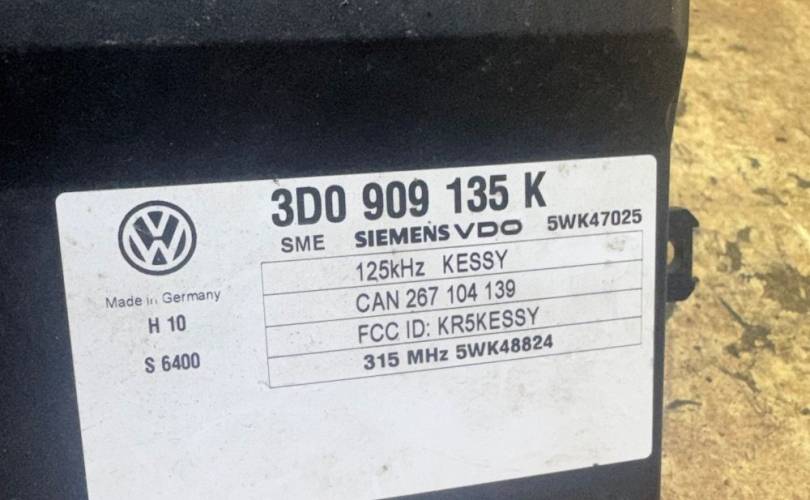 3D0 909 135 K
SME SIEMENS VDO 5WK47025
125kHz KESSY
CAN 267 104 139
FCC ID: KR5KESSY
315 MHz 5WK48824
VW
Made in Germany
H 10
S 6400